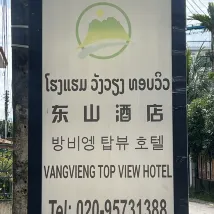 ໂຮງແຮມ ວັງວຽງ ທອບວິວ
东山酒店
방비엥 탑뷰 호텔
VANGVIENG TOP VIEW HOTEL
Tel: 020-95731388